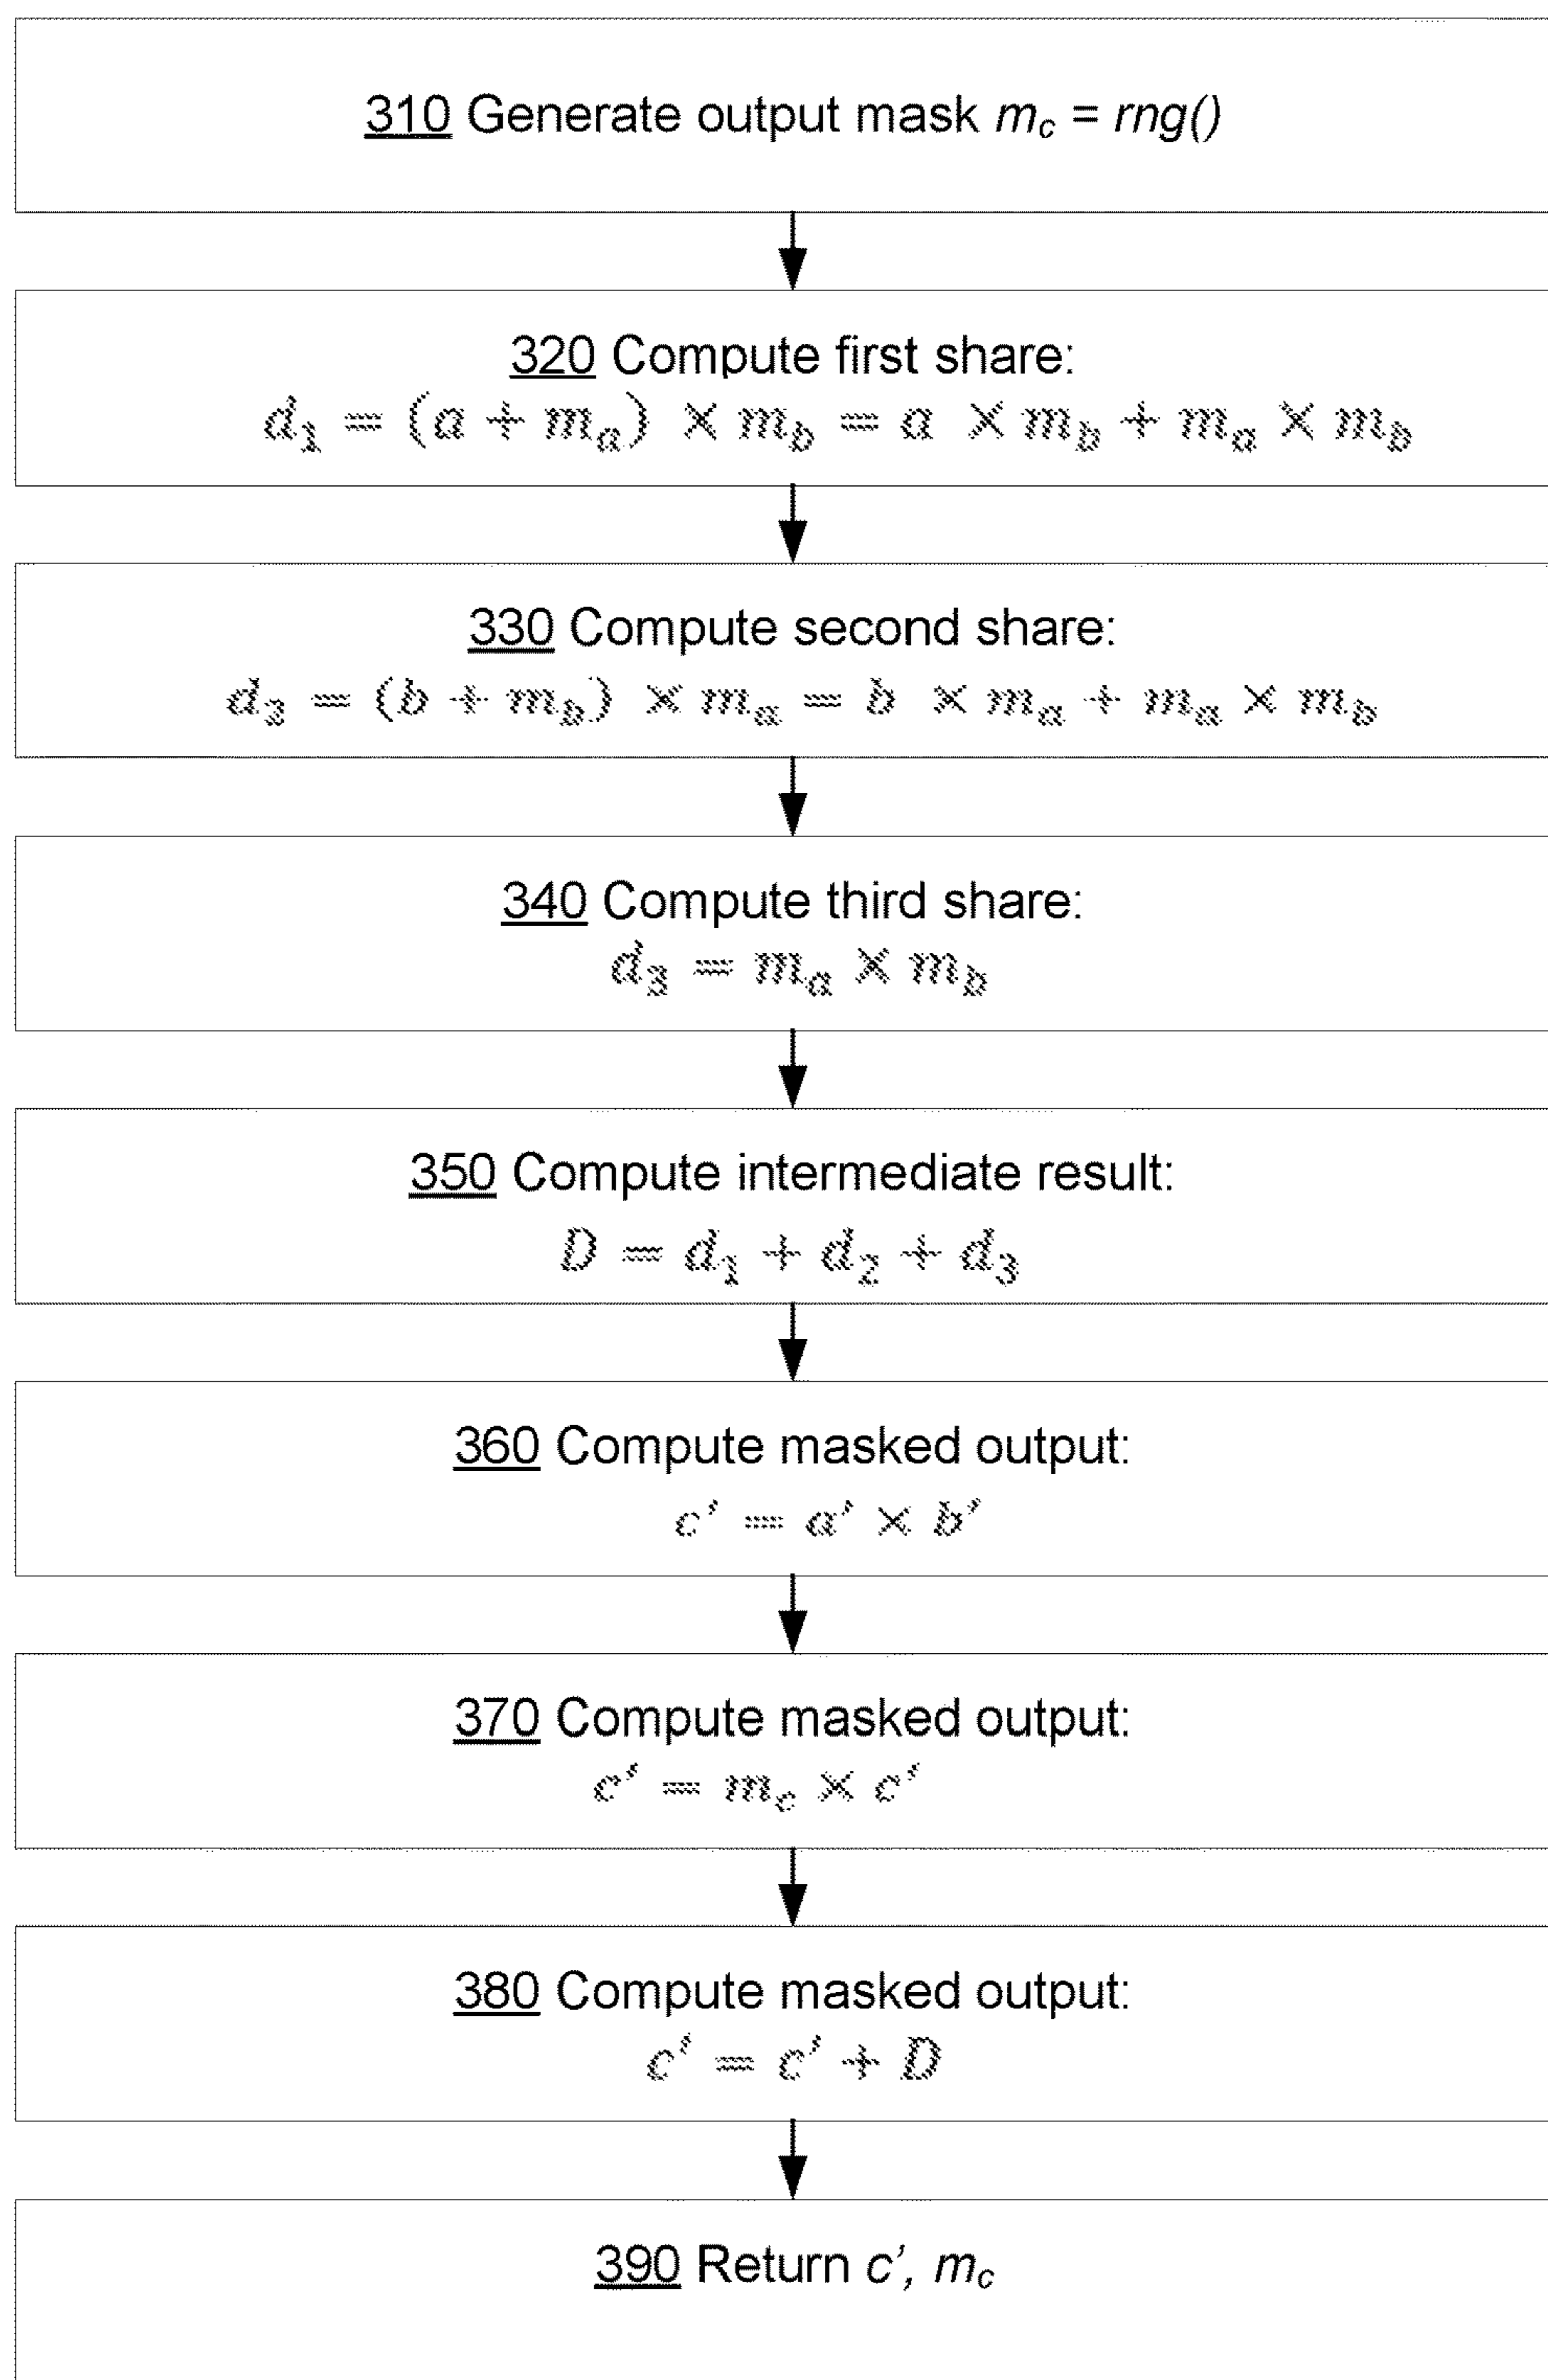 310 Generate output mask m_c = rng()
320 Compute first share:
d_1 = (a + m_a) × m_b = a × m_b + m_a × m_b
330 Compute second share:
d_3 = (b + m_b) × m_a = b × m_a + m_a × m_b
340 Compute third share:
d_3 = m_a × m_b
350 Compute intermediate result:
D = d_1 + d_2 + d_3
360 Compute masked output:
c' = a' × b'
370 Compute masked output:
c' = m_c × c'
380 Compute masked output:
c' = c' + D
390 Return c', m_c